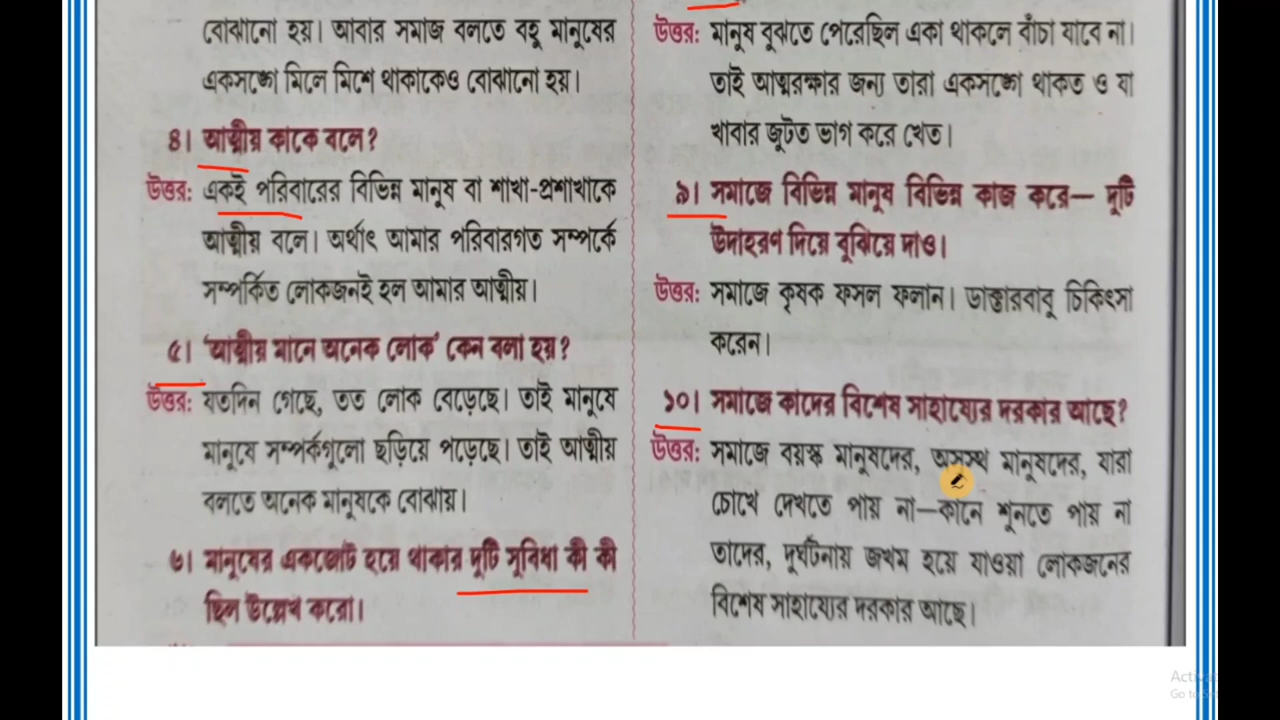 বোঝানো হয়। আবার সমাজ বলতে বহু মানুষের
একসঙ্গে মিলে মিশে থাকাকেও বোঝানো হয়।
৪। আত্মীয় কাকে বলে?
উত্তর: একই পরিবারের বিভিন্ন মানুষ বা শাখা-প্রশাখাকে
আত্মীয় বলে। অর্থাৎ আমার পরিবারগত সম্পর্কে
সম্পর্কিত লোকজনই হল আমার আত্মীয়।
৫। 'আত্মীয় মানে অনেক লোক' কেন বলা হয়?
উত্তর: যতদিন গেছে, তত লোক বেড়েছে। তাই মানুষে
মানুষে সম্পর্কগুলো ছড়িয়ে পড়েছে। তাই আত্মীয়
বলতে অনেক মানুষকে বোঝায়।
৬। মানুষের একজোট হয়ে থাকার দুটি সুবিধা কী কী
ছিল উল্লেখ করো।
উত্তর: মানুষ বুঝতে পেরেছিল একা থাকলে বাঁচা যাবে না।
তাই আত্মরক্ষার জন্য তারা একসঙ্গে থাকত ও যা
খাবার জুটত ভাগ করে খেত।
৯। সমাজে বিভিন্ন মানুষ বিভিন্ন কাজ করে— দুটি
উদাহরণ দিয়ে বুঝিয়ে দাও।
উত্তর: সমাজে কৃষক ফসল ফলান। ডাক্তারবাবু চিকিৎসা
করেন।
১০। সমাজে কাদের বিশেষ সাহায্যের দরকার আছে?
উত্তর: সমাজে বয়স্ক মানুষদের, অসুস্থ মানুষদের, যারা
চোখে দেখতে পায় না—কানে শুনতে পায় না
তাদের, দুর্ঘটনায় জখম হয়ে যাওয়া লোকজনের
বিশেষ সাহায্যের দরকার আছে।